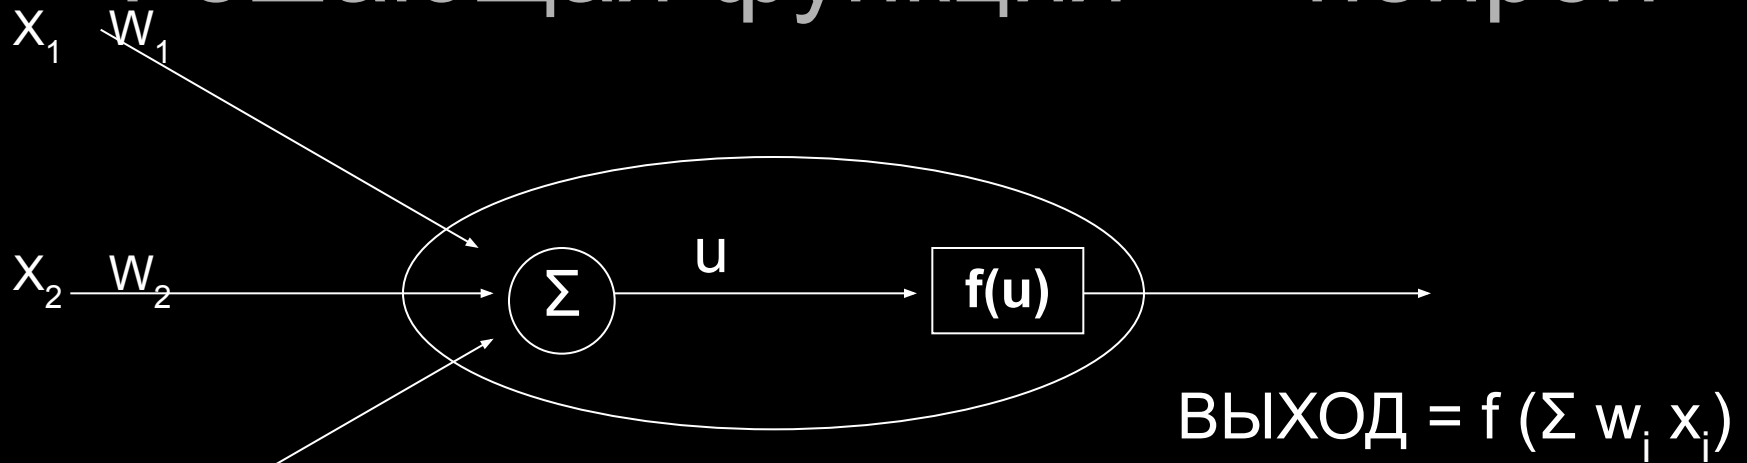 X₁ W₁
X₂ W₂
Σ
u
f(u)
ВЫХОД = f (Σ wᵢ xᵢ)